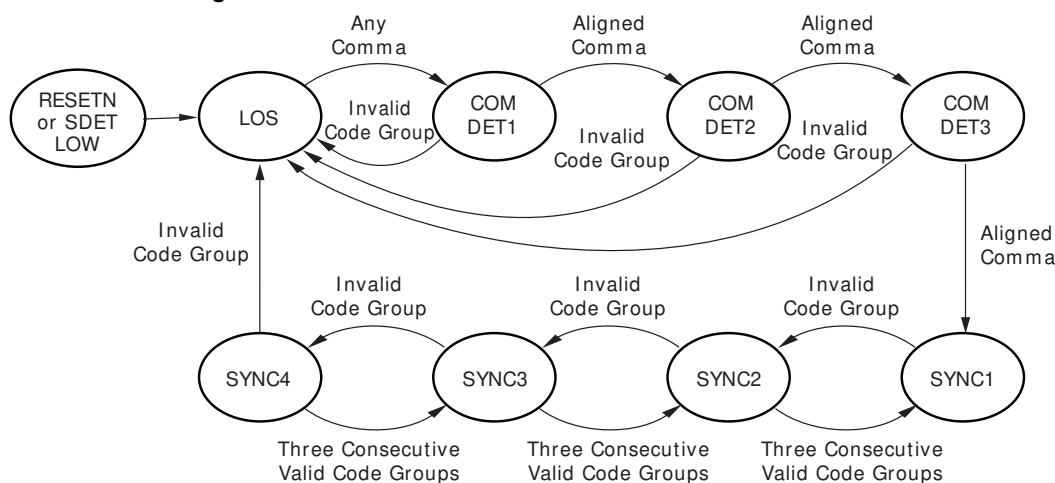 Any
Comma
Aligned
Comma
Aligned
Comma
RESETN
or SDET
LOW
LOS
Invalid
Code Group
COM
DET1
Invalid
Code Group
COM
DET2
Invalid
Code Group
COM
DET3
Invalid
Code Group
Aligned
Comma
Invalid
Code Group
Invalid
Code Group
Invalid
Code Group
SYNC4
SYNC3
SYNC2
SYNC1
Three Consecutive
Valid Code Groups
Three Consecutive
Valid Code Groups
Three Consecutive
Valid Code Groups